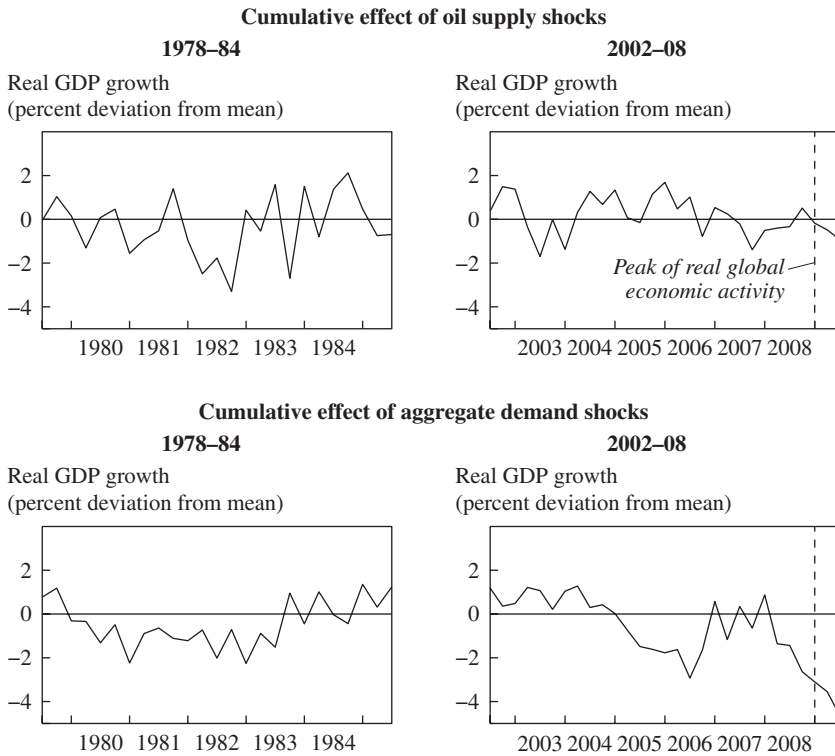 Cumulative effect of oil supply shocks
1978–84
Real GDP growth
(percent deviation from mean)
2
0
−2
−4
1980 1981 1982 1983 1984
2002–08
Real GDP growth
(percent deviation from mean)
2
0
−2
−4
Peak of real global
economic activity
2003 2004 2005 2006 2007 2008
Cumulative effect of aggregate demand shocks
1978–84
Real GDP growth
(percent deviation from mean)
2
0
−2
−4
1980 1981 1982 1983 1984
2002–08
Real GDP growth
(percent deviation from mean)
2
0
−2
−4
2003 2004 2005 2006 2007 2008